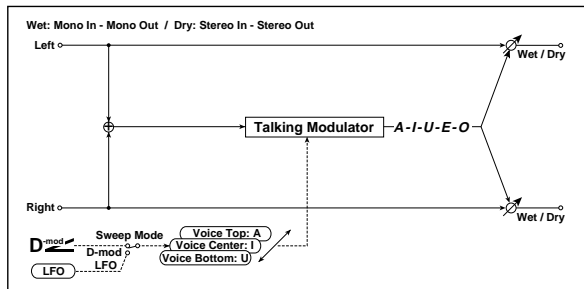 Wet: Mono In - Mono Out / Dry: Stereo In - Stereo Out
Left
Wet / Dry
Talking Modulator
A-I-U-E-O
Right
Wet / Dry
Sweep Mode
D-mod
D-mod
LFO
LFO
Voice Top: A
Voice Center: I
Voice Bottom: U